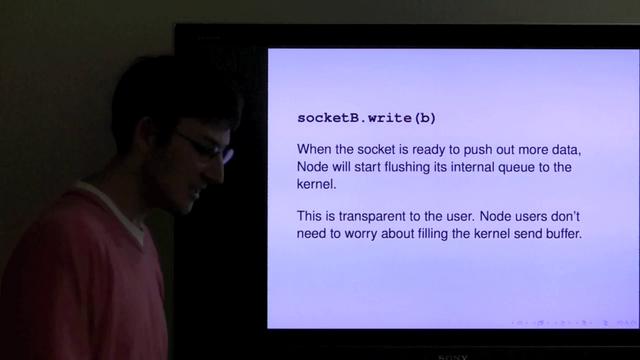 socketB.write(b)
When the socket is ready to push out more data,
Node will start flushing its internal queue to the
kernel.
This is transparent to the user. Node users don't
need to worry about filling the kernel send buffer.
SONY